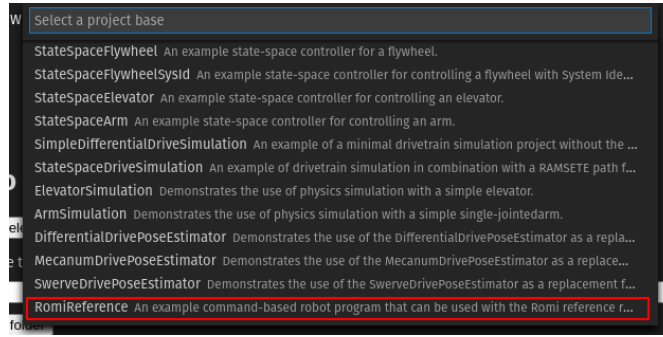 W
Select a project base
StateSpaceFlywheel An example state-space controller for a flywheel.
StateSpaceFlywheelSysId An example state-space controller for controlling a flywheel with System Ide...
StateSpaceElevator An example state-space controller for controlling an elevator.
StateSpaceArm An example state-space controller for controlling an arm.
SimpleDifferentialDriveSimulation An example of a minimal drivetrain simulation project without the ...
StateSpaceDriveSimulation An example of drivetrain simulation in combination with a RAMSETE path f...
ElevatorSimulation Demonstrates the use of physics simulation with a simple elevator.
ArmSimulation Demonstrates the use of physics simulation with a simple single-jointedarm.
DifferentialDrivePoseEstimator Demonstrates the use of the DifferentialDrivePoseEstimator as a repla...
MecanumDrivePoseEstimator Demonstrates the use of the MecanumDrivePoseEstimator as a replace...
SwerveDrivePoseEstimator Demonstrates the use of the SwerveDrivePoseEstimator as a replacement f...
RomiReference An example command-based robot program that can be used with the Romi reference r...
folder